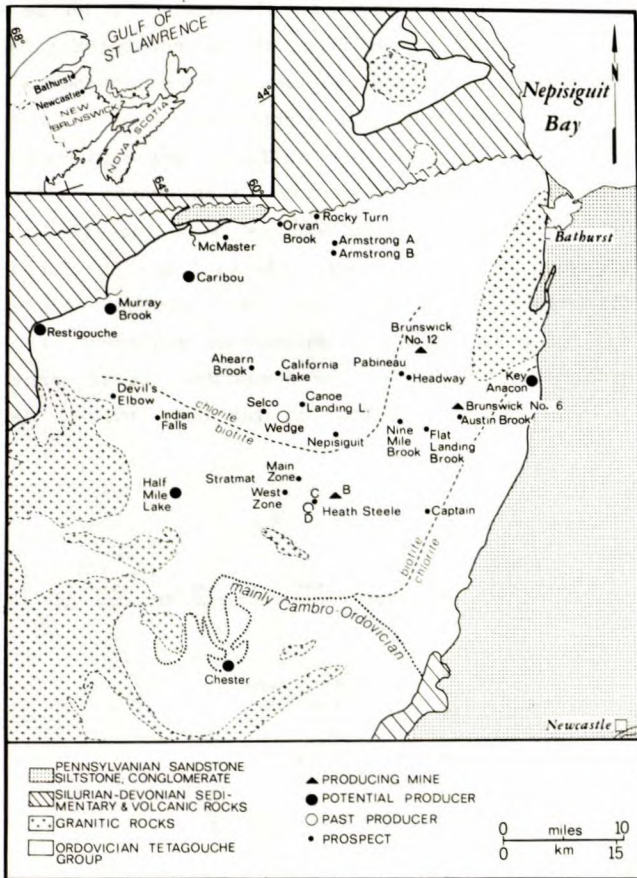 68°
GULF OF
ST LAWRENCE
Bathurst
Newcastle
NEW
BRUNSWICK
NOVA SCOTIA
44°
64°
60°
N
Nepisiguit
Bay
Bathurst
Rocky Turn
Orvan
Brook
McMaster
Armstrong A
Armstrong B
Caribou
Murray
Brook
Restigouche
Brunswick
No. 12
Ahearn
Brook
California
Lake
Pabineau
Headway
Key
Anacon
Devil's
Elbow
chlorite
biotite
Selco
Canoe
Landing L.
Brunswick No. 6
Austin Brook
Indian
Falls
Wedge
Nepisiguit
Nine
Mile
Brook
Flat
Landing
Brook
Half
Mile
Lake
Stratmat
Main
Zone
West
Zone
C
B
D
Heath Steele
Captain
biotite
chlorite
mainly Cambro-Ordovician
Chester
Newcastle
PENNSYLVANIAN SANDSTONE
SILTSTONE, CONGLOMERATE
SILURIAN-DEVONIAN SEDI-
MENTARY & VOLCANIC ROCKS
GRANITIC ROCKS
ORDOVICIAN TETAGOUCHE
GROUP
PRODUCING MINE
POTENTIAL PRODUCER
PAST PRODUCER
PROSPECT
0 miles 10
0 km 15